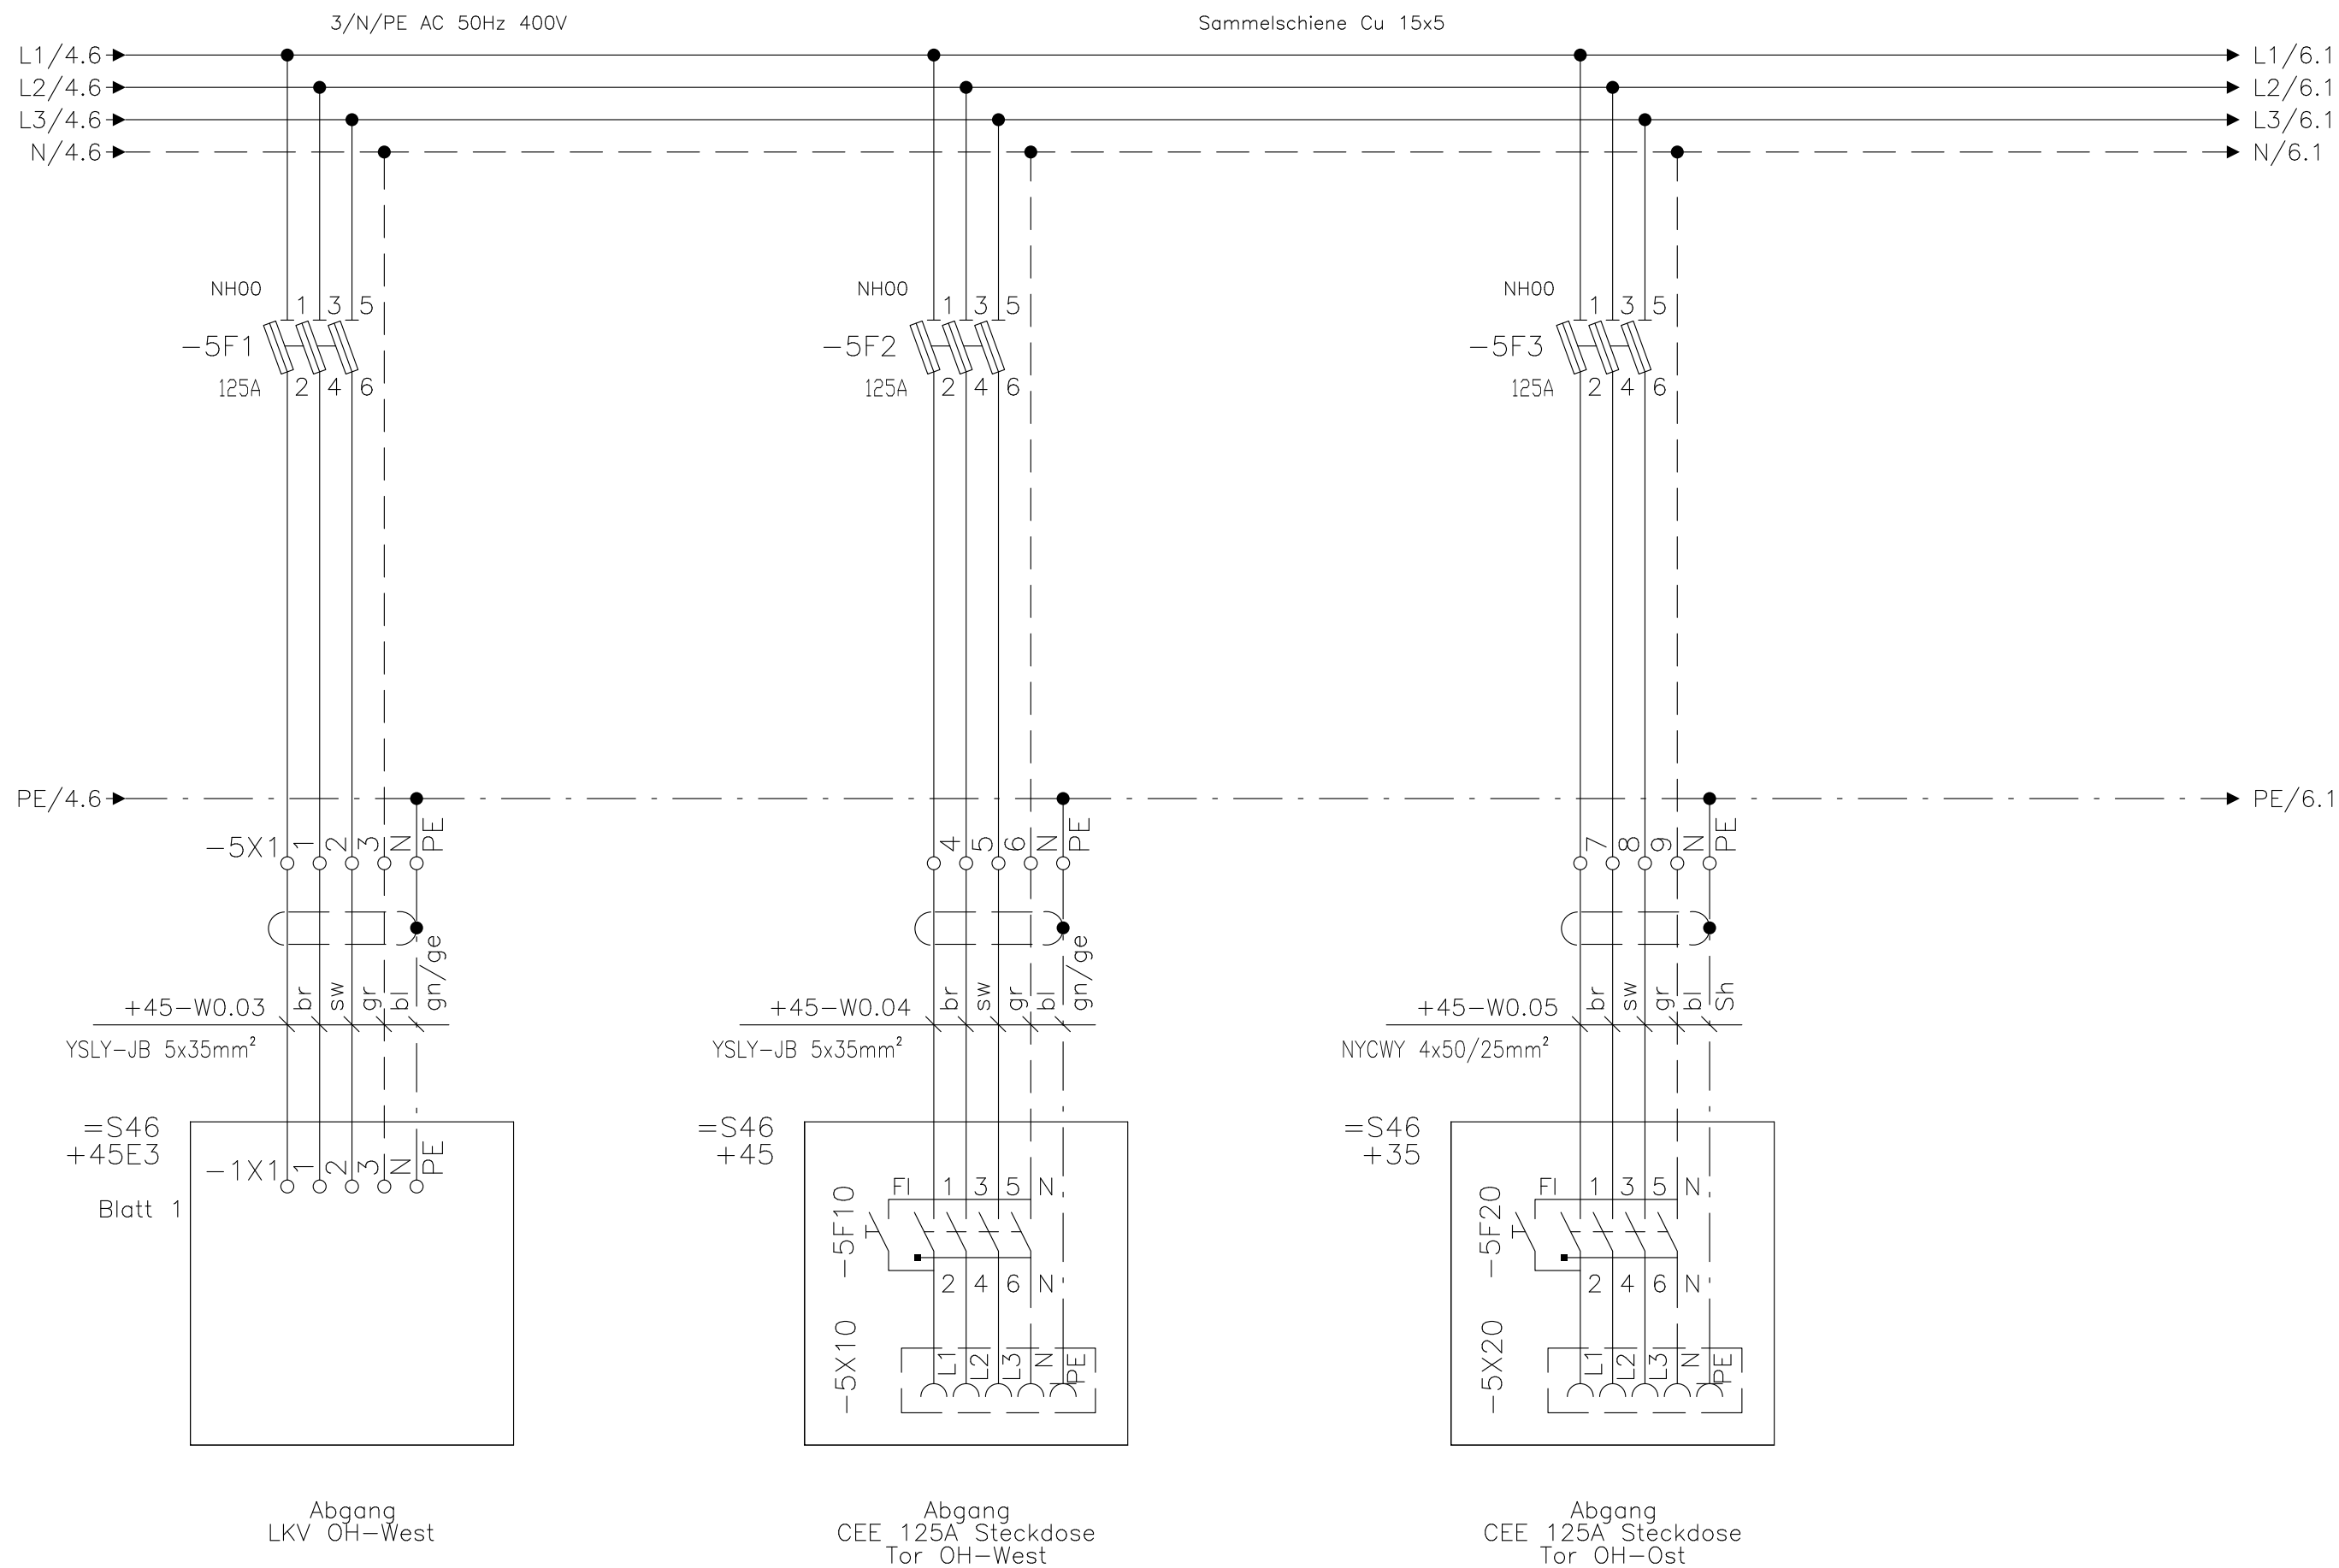 3/N/PE AC 50Hz 400V
Sammelschiene Cu 15x5
L1/4.6
L1/6.1
L2/4.6
L2/6.1
L3/4.6
L3/6.1
N/4.6
N/6.1
NH00
1 3 5
-5F1
125A
2 4 6
NH00
1 3 5
-5F2
125A
2 4 6
NH00
1 3 5
-5F3
125A
2 4 6
PE/4.6
PE/6.1
-5X1
1 2 3 N PE
4 5 6 N PE
7 8 9 N PE
br sw gr bl gn/ge
+45-W0.03
YSLY-JB 5x35mm²
br sw gr bl gn/ge
+45-W0.04
YSLY-JB 5x35mm²
br sw gr bl Sh
+45-W0.05
NYCWY 4x50/25mm²
=S46
+45E3
-1X1
1 2 3 N PE
Blatt 1
=S46
+45
FI 1 3 5 N
-5F10
2 4 6 N
-5X10
L1 L2 L3 N PE
=S46
+35
FI 1 3 5 N
-5F20
2 4 6 N
-5X20
L1 L2 L3 N PE
Abgang
LKV OH-West
Abgang
CEE 125A Steckdose
Tor OH-West
Abgang
CEE 125A Steckdose
Tor OH-Ost